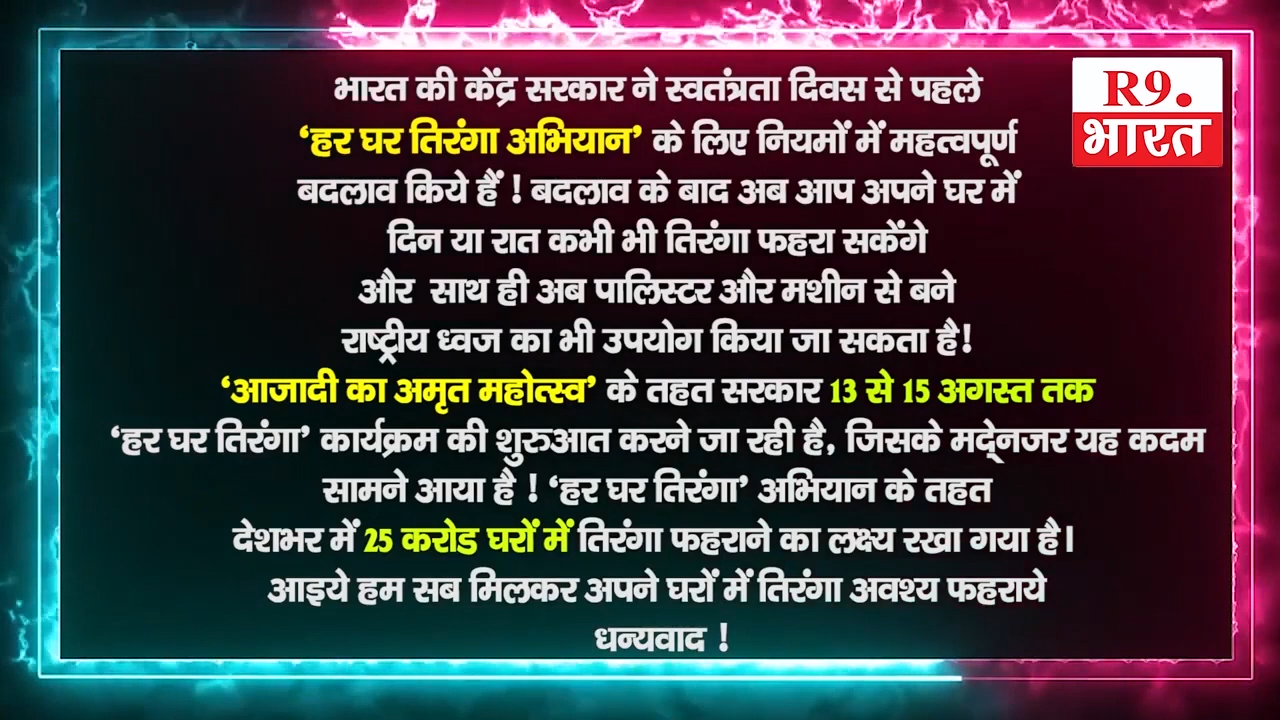 R9.
भारत
भारत की केंद्र सरकार ने स्वतंत्रता दिवस से पहले
‘हर घर तिरंगा अभियान’ के लिए नियमों में महत्वपूर्ण
बदलाव किये हैं ! बदलाव के बाद अब आप अपने घर में
दिन या रात कभी भी तिरंगा फहरा सकेंगे
और साथ ही अब पालिस्टर और मशीन से बने
राष्ट्रीय ध्वज का भी उपयोग किया जा सकता है!
‘आजादी का अमृत महोत्स्व’ के तहत सरकार 13 से 15 अगस्त तक
‘हर घर तिरंगा’ कार्यक्रम की शुरुआत करने जा रही है, जिसके मद्देनजर यह कदम
सामने आया है ! ‘हर घर तिरंगा’ अभियान के तहत
देशभर में 25 करोड घरों में तिरंगा फहराने का लक्ष्य रखा गया है।
आइये हम सब मिलकर अपने घरों में तिरंगा अवश्य फहराये
धन्यवाद !